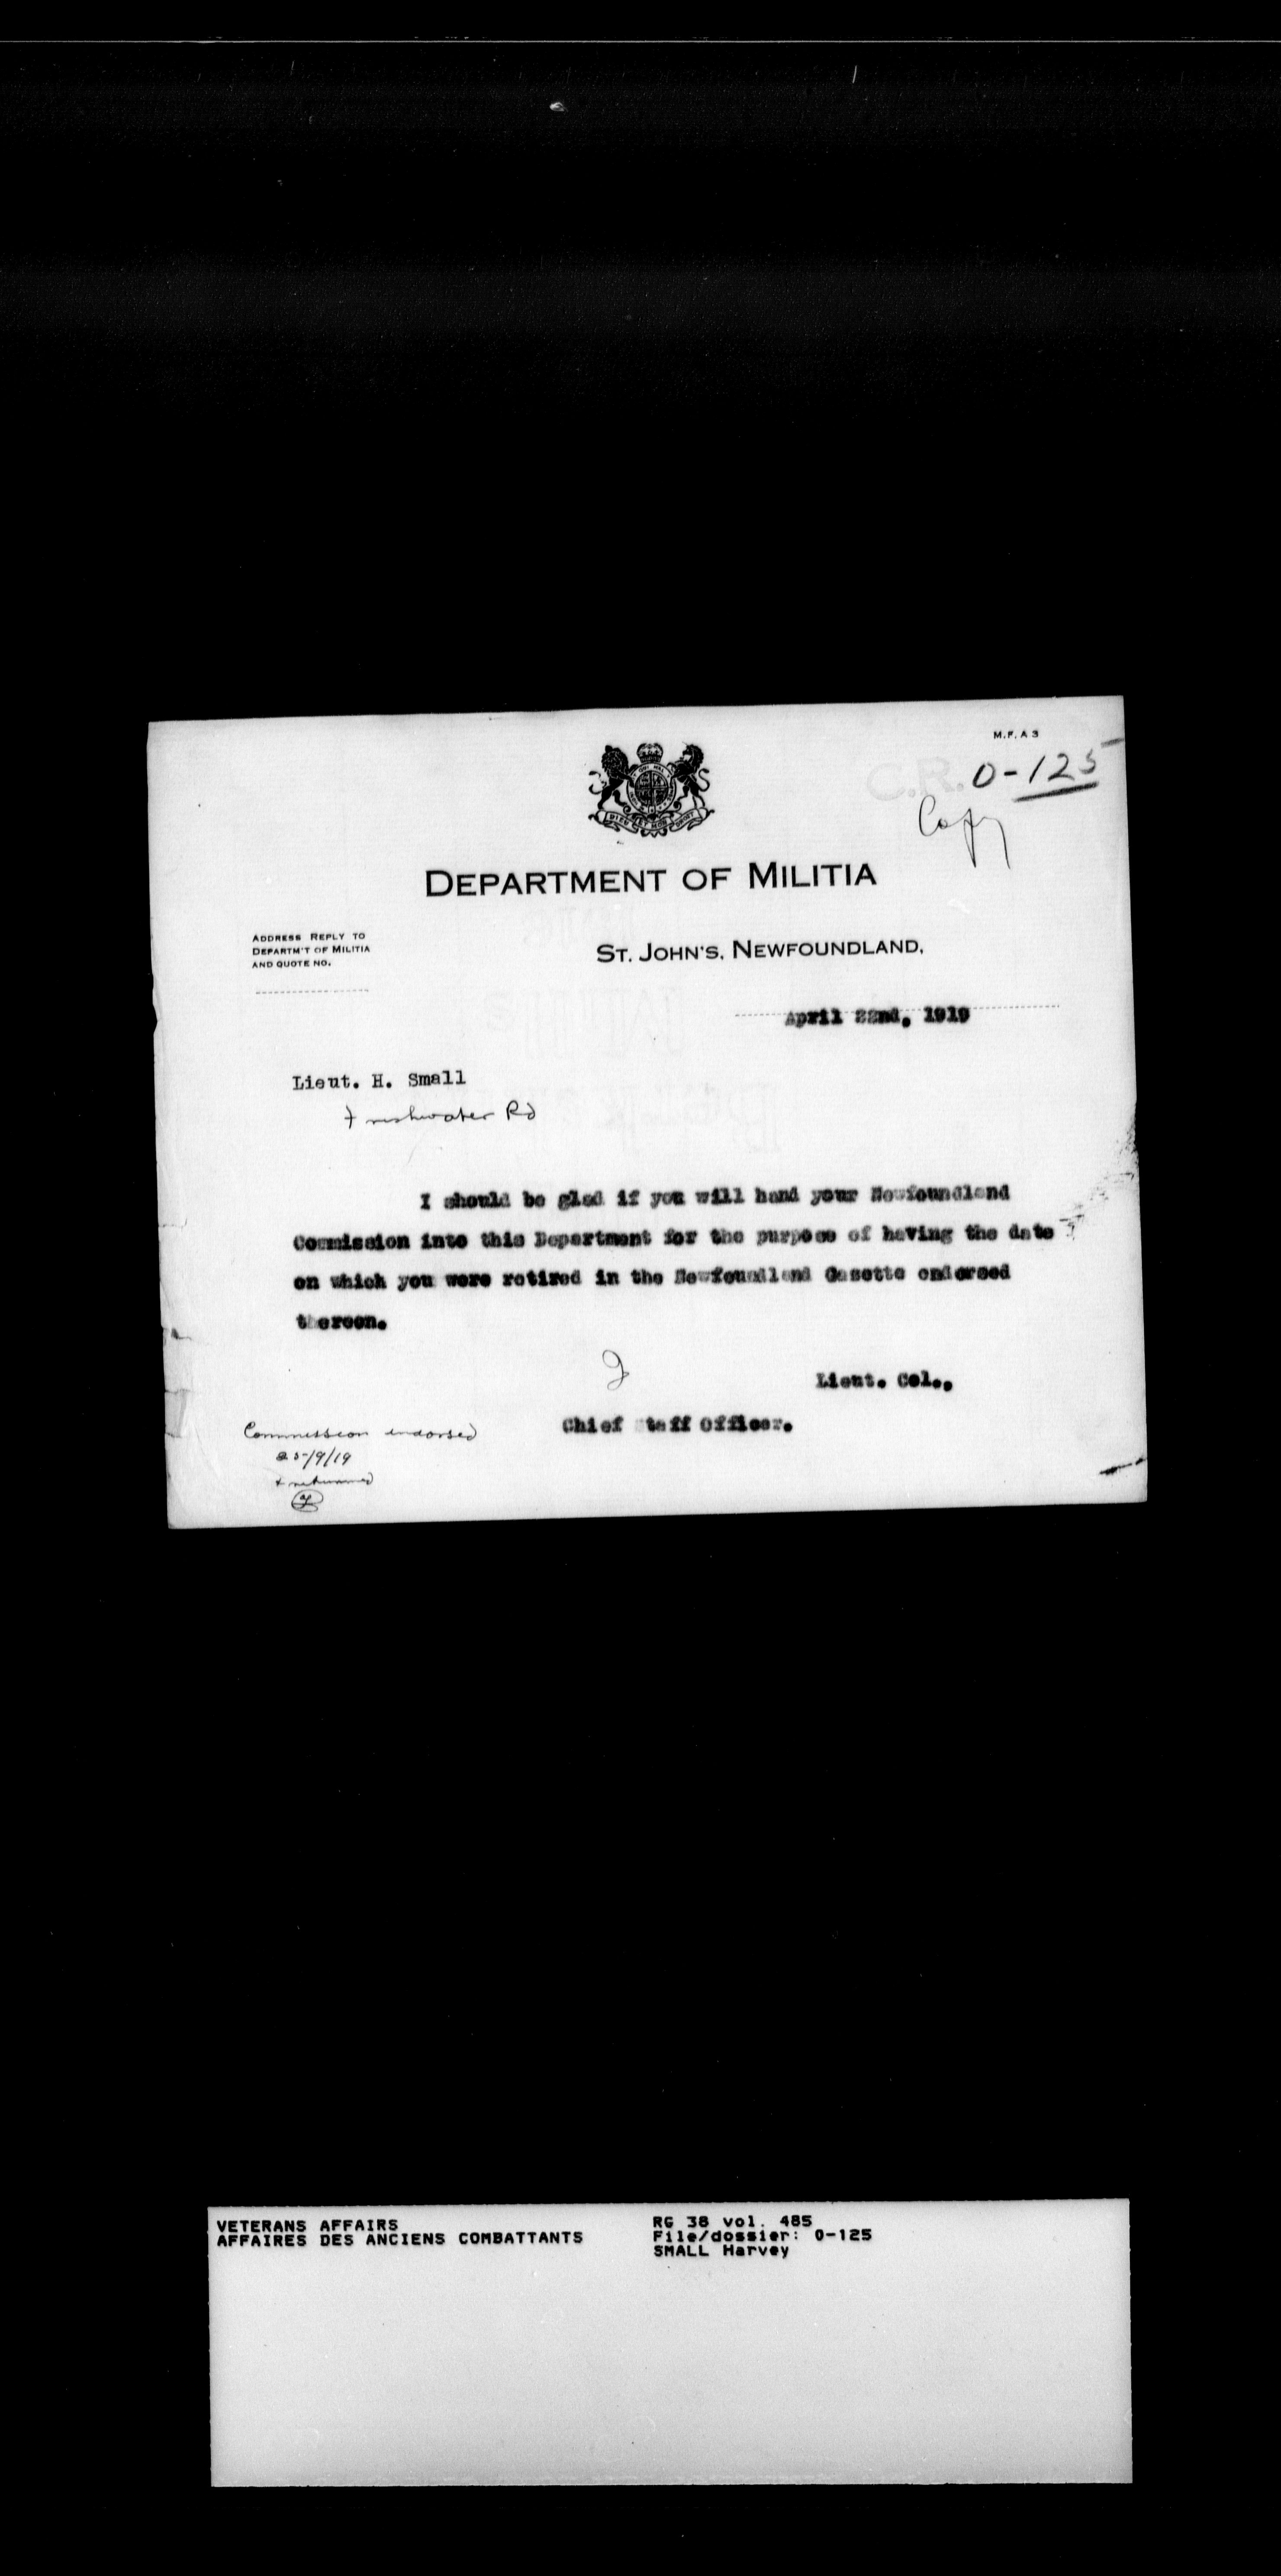 M.F.A 3
C.R. 0-125
Copy
DIEU ET MON DROIT
DEPARTMENT OF MILITIA
ADDRESS REPLY TO
DEPARTM'T OF MILITIA
AND QUOTE NO.
ST. JOHN'S, NEWFOUNDLAND,
April 22nd, 1919
Lieut. H. Small
Freshwater Rd
I should be glad if you will hand your Newfoundland
Commission into this Department for the purpose of having the date
on which you were retired in the Newfoundland Gazette endorsed
thereon.
Lieut. Col.,
Chief Staff Officer.
Commission endorsed
25/9/19
& returned
VETERANS AFFAIRS
AFFAIRES DES ANCIENS COMBATTANTS
RG 38 vol. 485
File/dossier: 0-125
SMALL Harvey